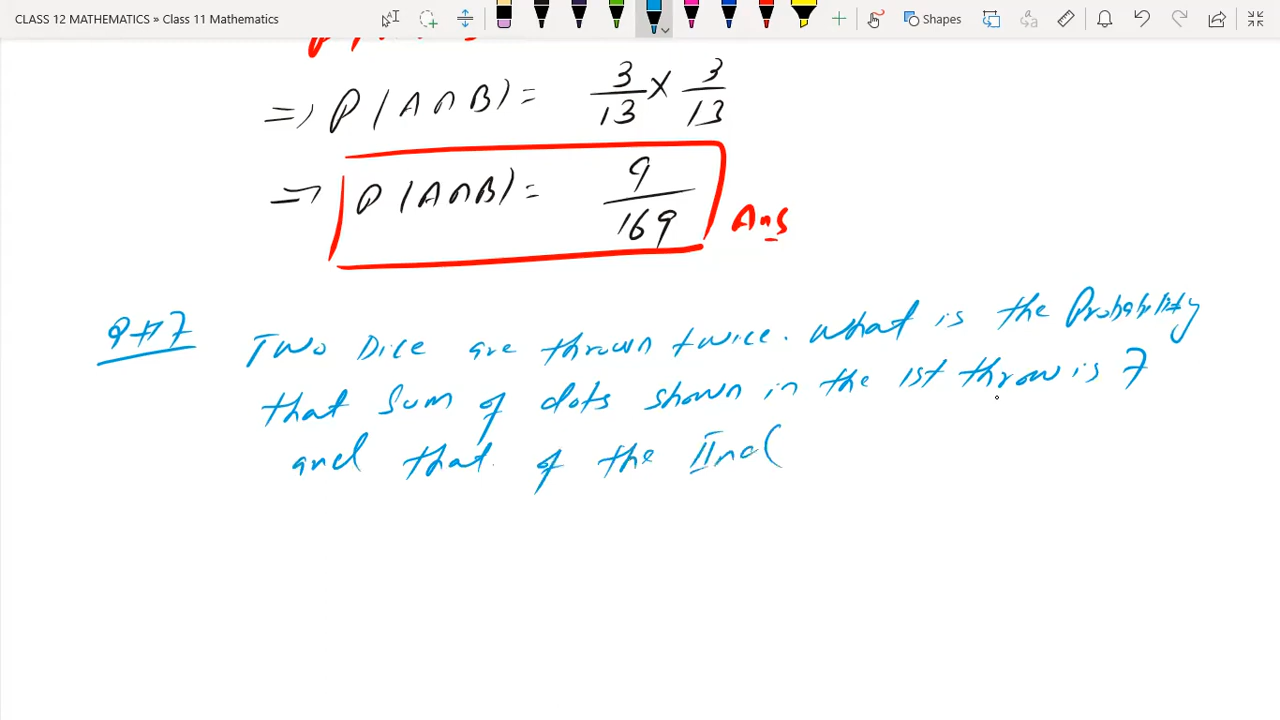 CLASS 12 MATHEMATICS » Class 11 Mathematics
Shapes
=> P(A∩B) = 3/13 × 3/13
=> P(A∩B) = 9/169 Ans
Q#7 Two Dice are thrown twice. What is the Probability
that Sum of dots shown in the 1st throw is 7
and that of the IInd